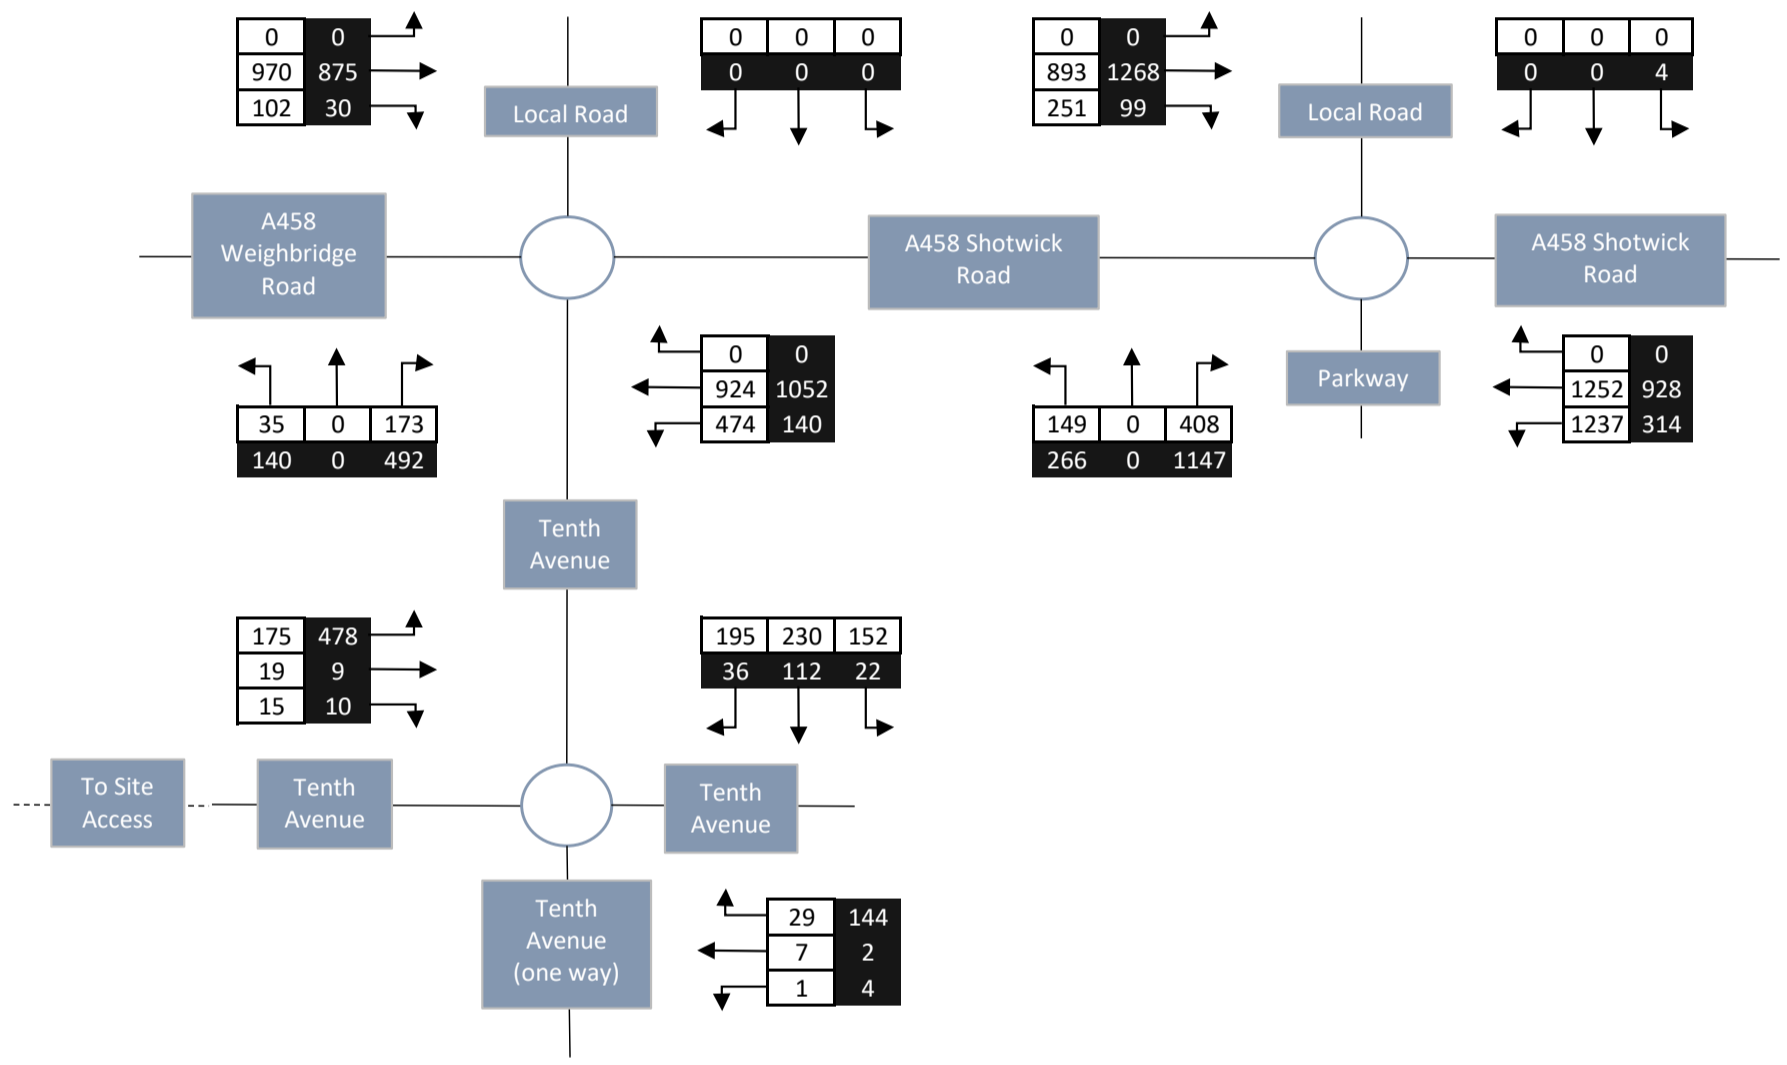 0 0
970 875
102 30
Local Road
0 0 0
0 0 0
0 0
893 1268
251 99
Local Road
0 0 0
0 0 4
A458
Weighbridge
Road
A458 Shotwick
Road
A458 Shotwick
Road
35 0 173
140 0 492
0 0
924 1052
474 140
149 0 408
266 0 1147
Parkway
0 0
1252 928
1237 314
Tenth
Avenue
175 478
19 9
15 10
195 230 152
36 112 22
To Site
Access
Tenth
Avenue
Tenth
Avenue
Tenth
Avenue
(one way)
29 144
7 2
1 4